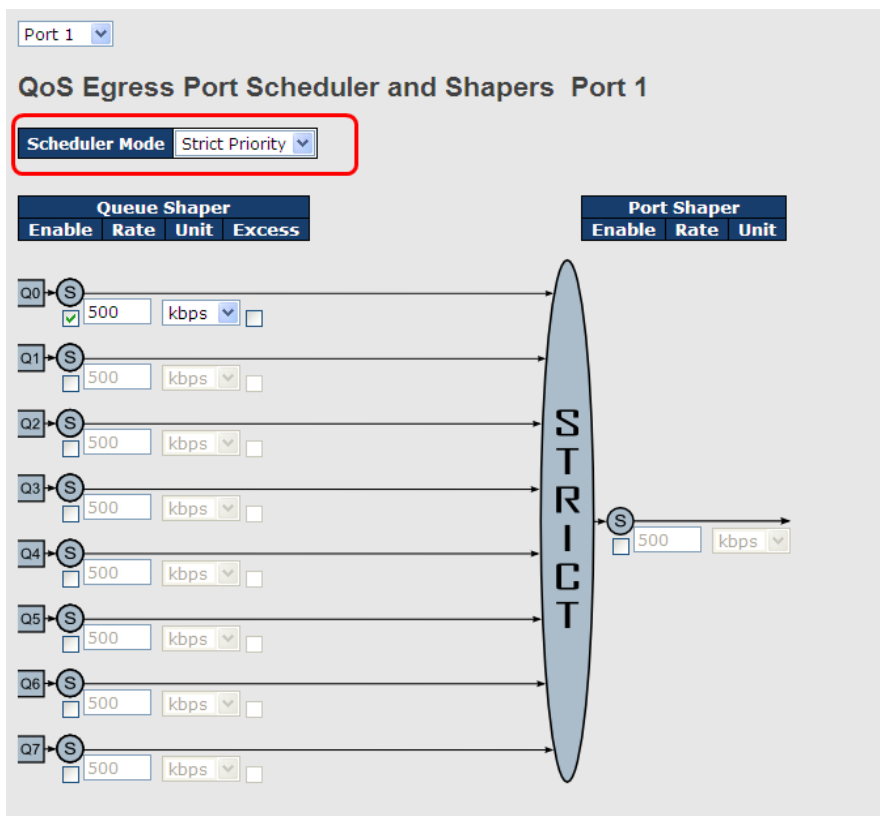 Port 1
QoS Egress Port Scheduler and Shapers Port 1
Scheduler Mode Strict Priority
Queue Shaper Port Shaper
Enable Rate Unit Excess Enable Rate Unit
Q0 S
500 kbps
Q1 S
500 kbps
Q2 S
500 kbps
Q3 S
500 kbps
S
500 kbps
Q4 S
500 kbps
Q5 S
500 kbps
Q6 S
500 kbps
Q7 S
500 kbps
STRICT